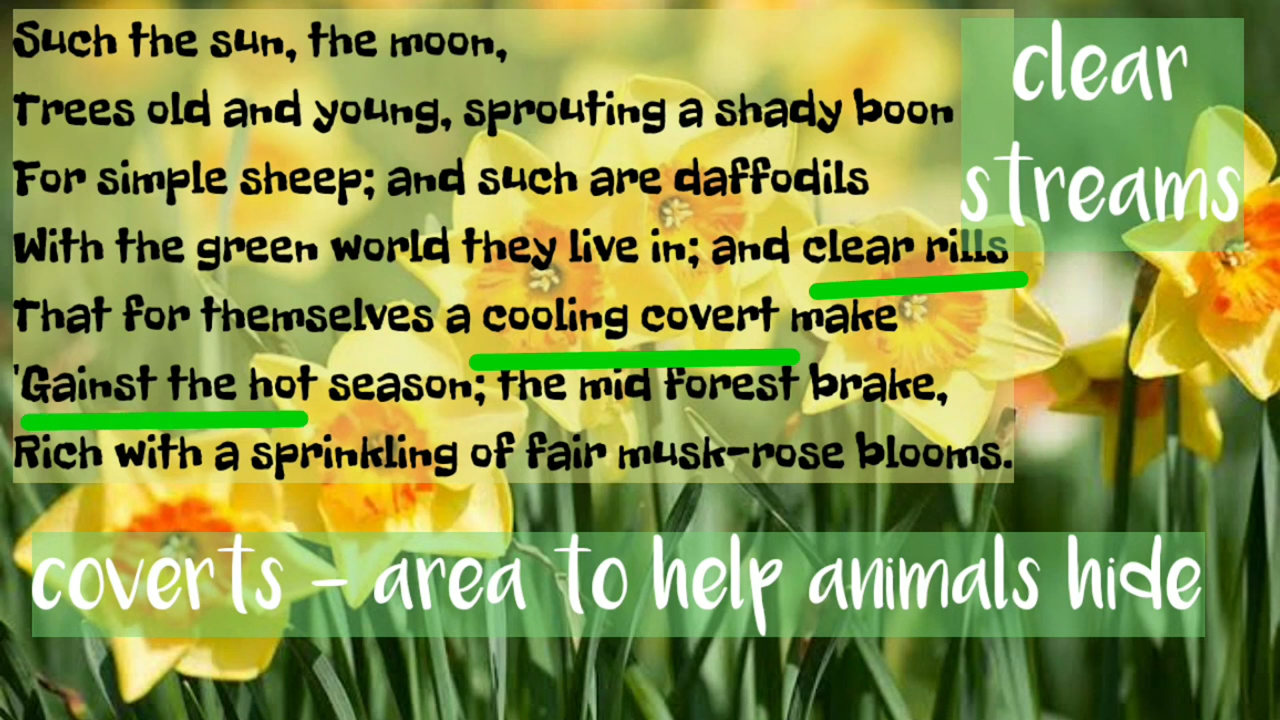 Such the sun, the moon,
Trees old and young, sprouting a shady boon
For simple sheep; and such are daffodils
With the green world they live in; and clear rills
That for themselves a cooling covert make
'Gainst the hot season; the mid forest brake,
Rich with a sprinkling of fair musk-rose blooms.
clear
streams
coverts - area to help animals hide